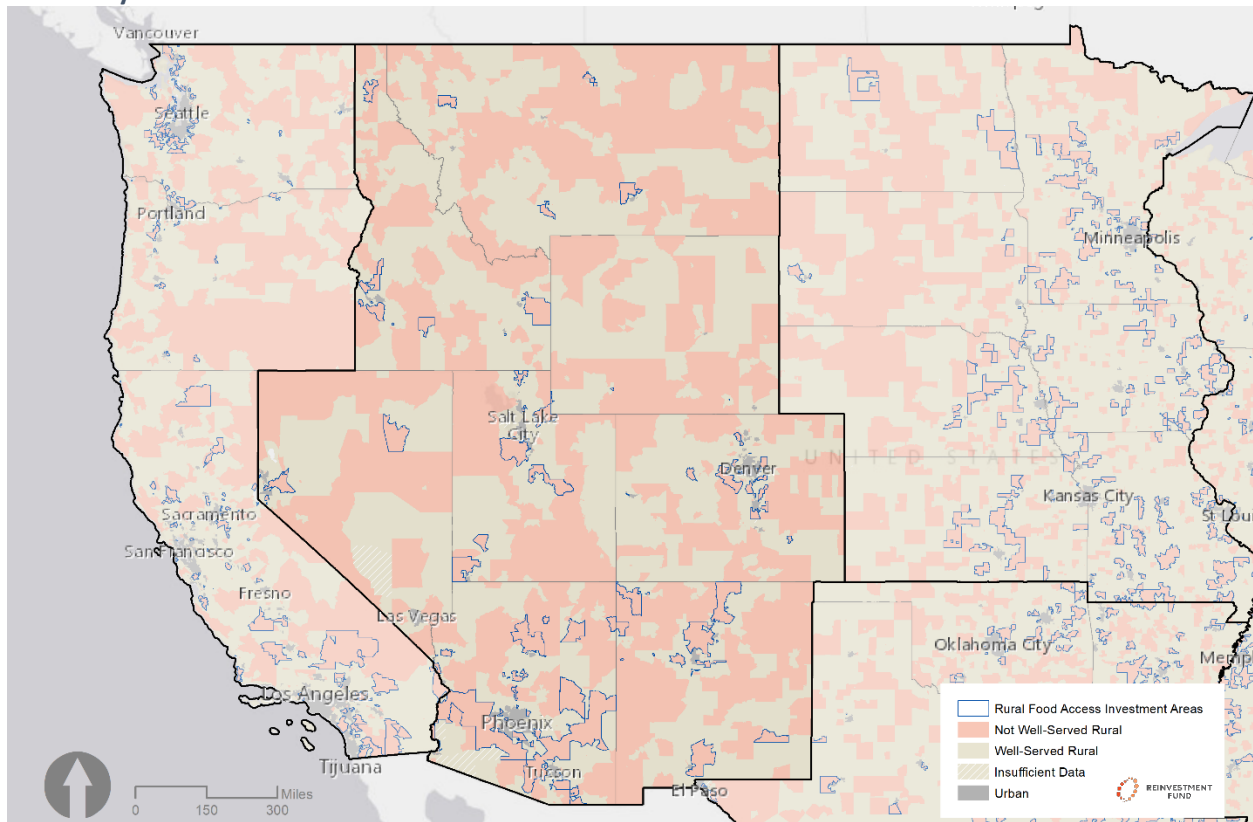 Vancouver
Seattle
Portland
Minneapolis
Salt Lake
City
Denver
UNITED STATES
Kansas City
St Lou
Sacramento
San Francisco
Fresno
Las Vegas
Oklahoma City
Memp
Los Angeles
Phoenix
Tijuana
Tucson
El Paso
0 150 300 Miles
Rural Food Access Investment Areas
Not Well-Served Rural
Well-Served Rural
Insufficient Data
Urban
REINVESTMENT
FUND